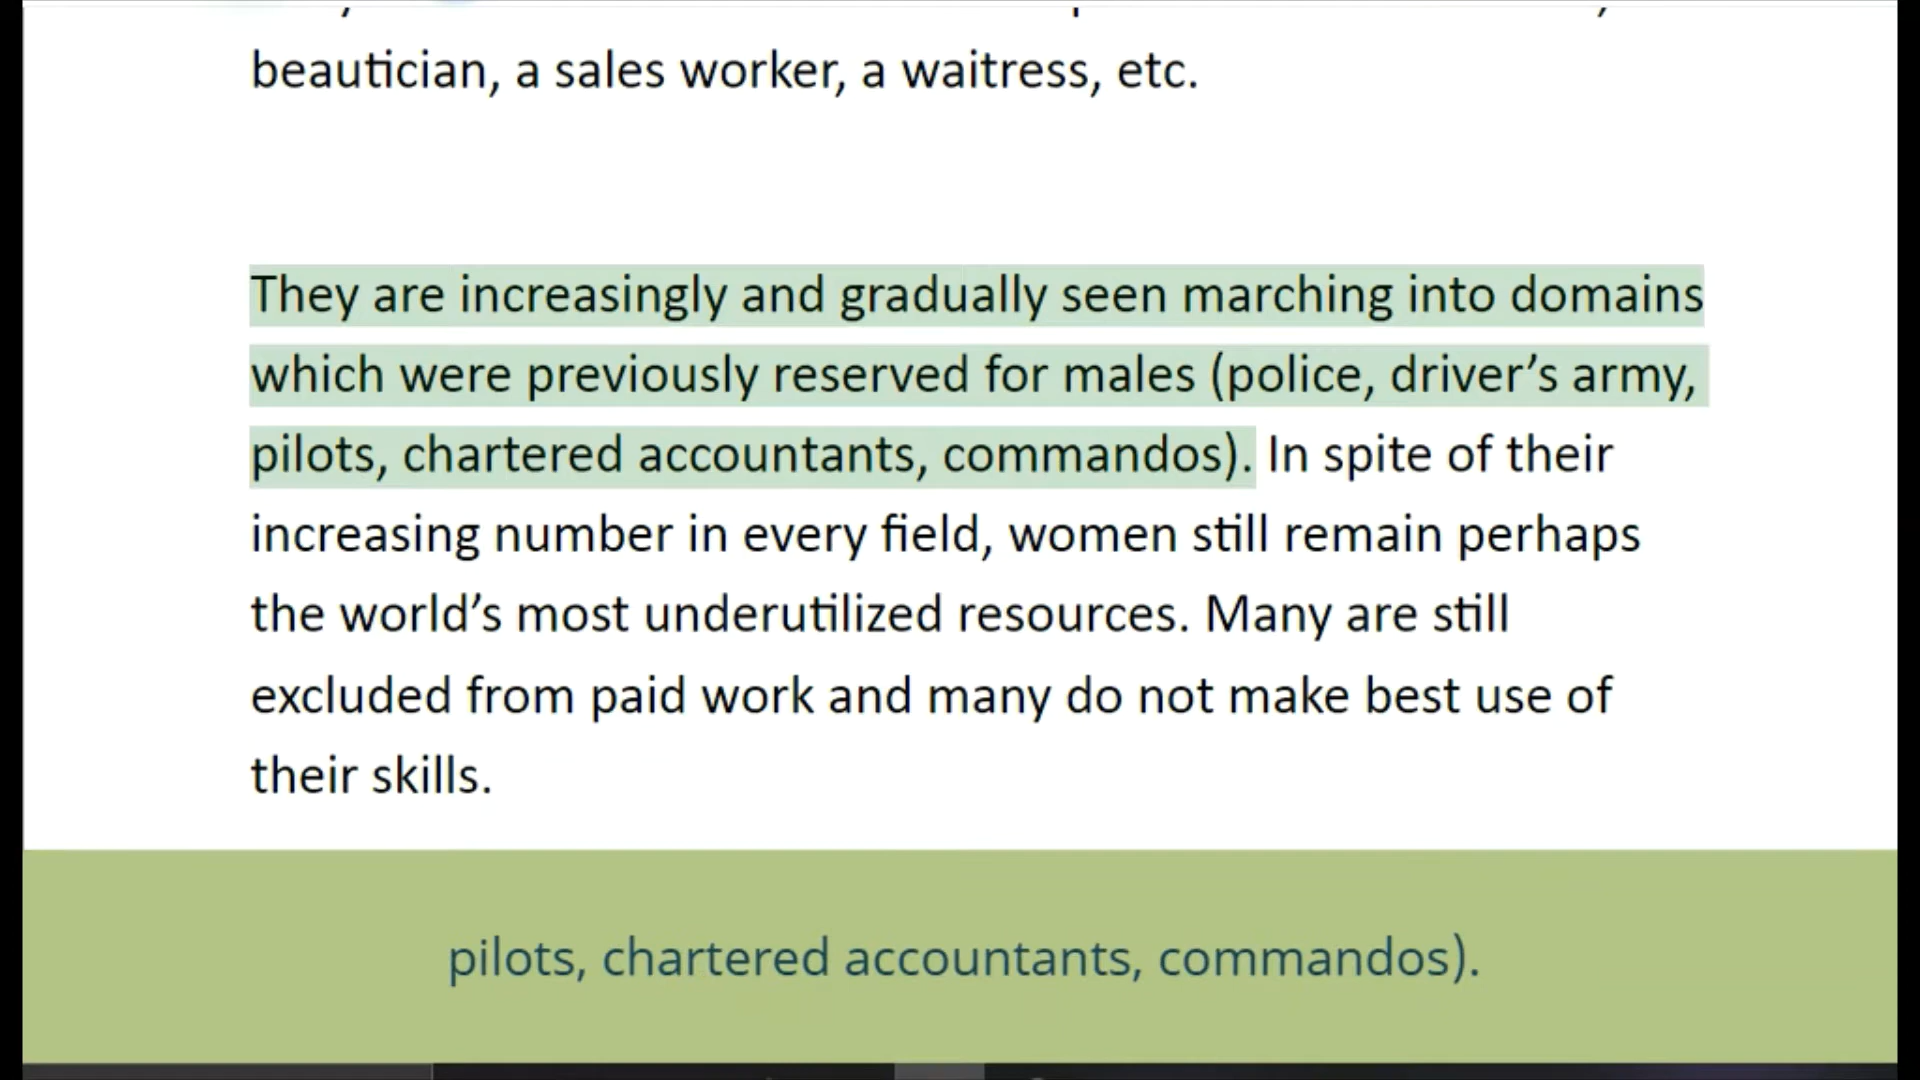 beautician, a sales worker, a waitress, etc.
They are increasingly and gradually seen marching into domains
which were previously reserved for males (police, driver’s army,
pilots, chartered accountants, commandos). In spite of their
increasing number in every field, women still remain perhaps
the world’s most underutilized resources. Many are still
excluded from paid work and many do not make best use of
their skills.
pilots, chartered accountants, commandos).